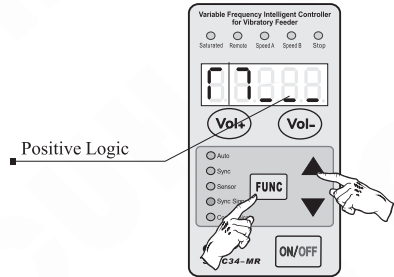 Variable Frequency Intelligent Controller
for Vibratory Feeder
Saturated Remote Speed A Speed B Stop
Vol+ Vol-
Positive Logic
Auto
Sync
Sensor
Sync
FUNC
C34-MR
ON/OFF